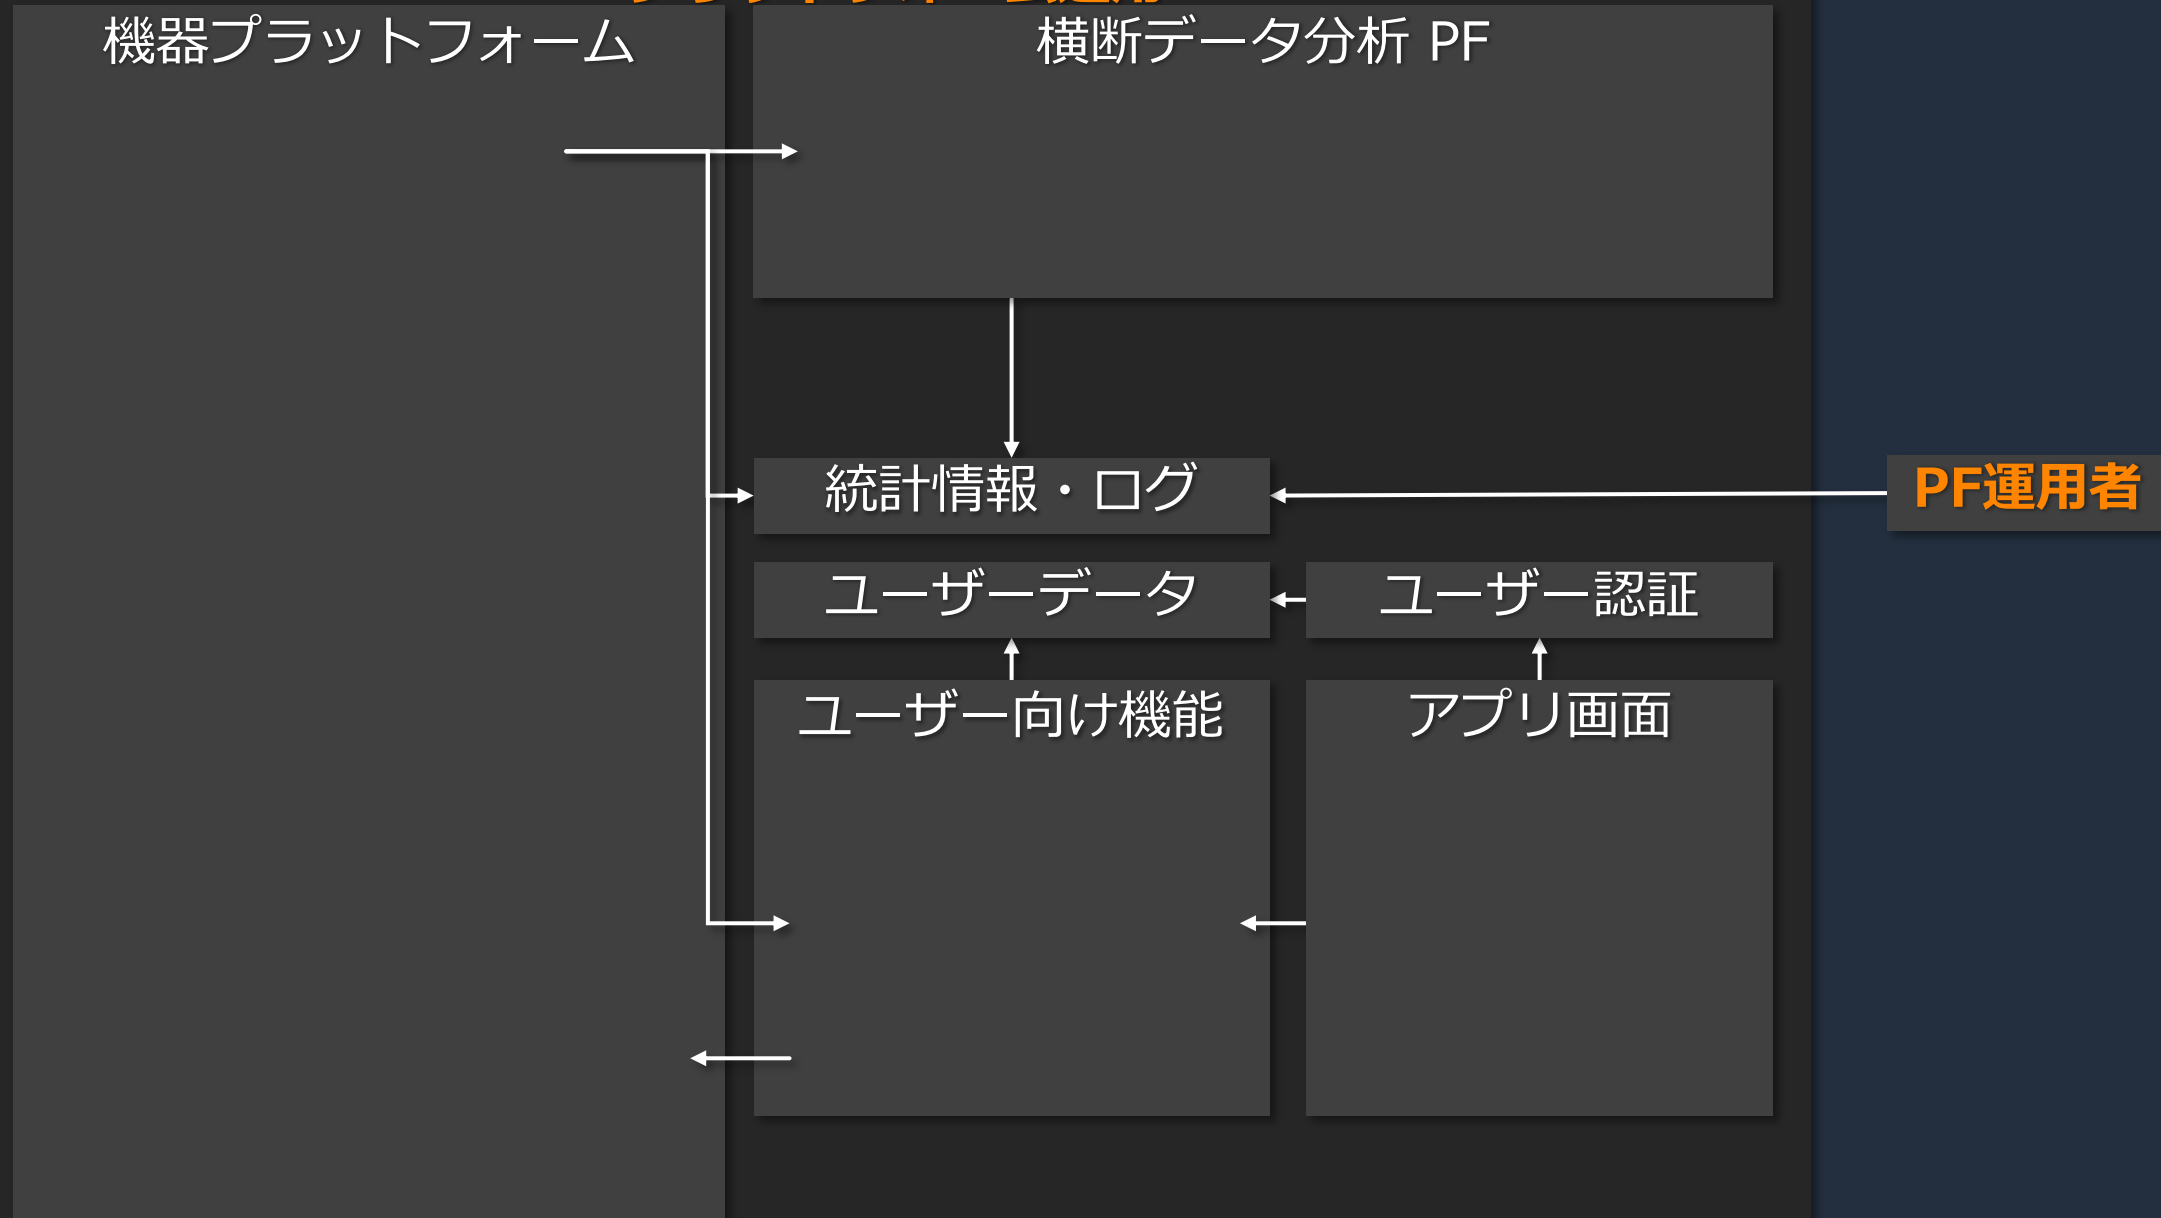 機器プラットフォーム
横断データ分析 PF
統計情報・ログ
PF運用者
ユーザーデータ
ユーザー認証
ユーザー向け機能
アプリ画面